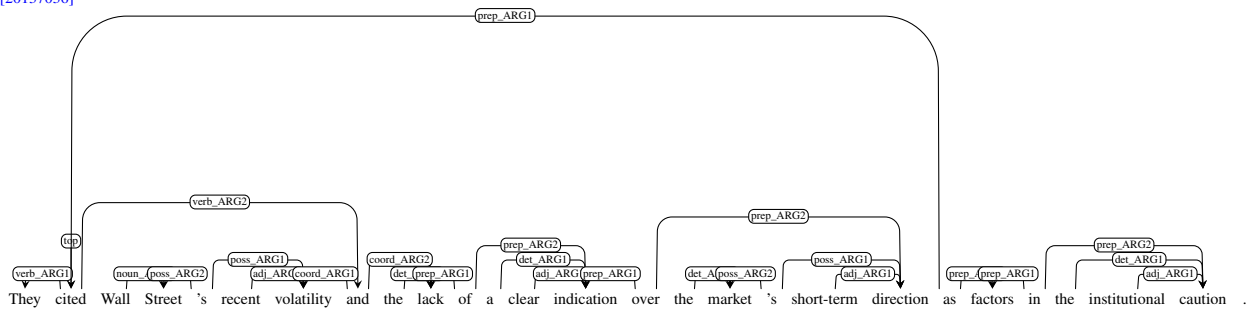 prep_ARG1
verb_ARG2
prep_ARG2
top
prep_ARG2 prep_ARG2
poss_ARG1 coord_ARG2 det_ARG1 poss_ARG1 det_ARG1
verb_ARG1 poss_ARG2 coord_ARG1 prep_ARG1 prep_ARG1 poss_ARG2 adj_ARG1 prep_ARG1 adj_ARG1
They cited Wall Street 's recent volatility and the lack of a clear indication over the market 's short-term direction as factors in the institutional caution .